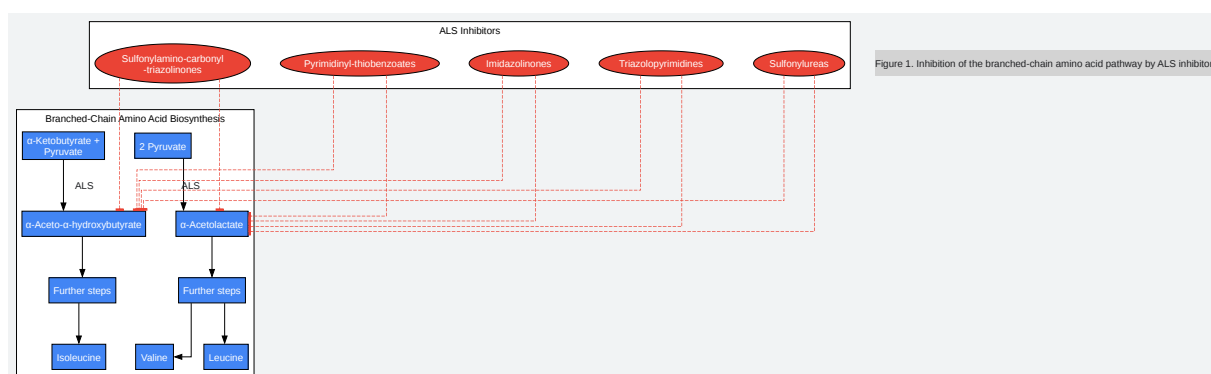 ALS Inhibitors
Sulfonylamino-carbonyl
-triazolinones
Pyrimidinyl-thiobenzoates
Imidazolinones
Triazolopyrimidines
Sulfonylureas
Figure 1. Inhibition of the branched-chain amino acid pathway by ALS
Branched-Chain Amino Acid Biosynthesis
α-Ketobutyrate +
Pyruvate
2 Pyruvate
ALS
ALS
α-Aceto-α-hydroxybutyrate
α-Acetolactate
Further steps
Further steps
Isoleucine
Valine
Leucine